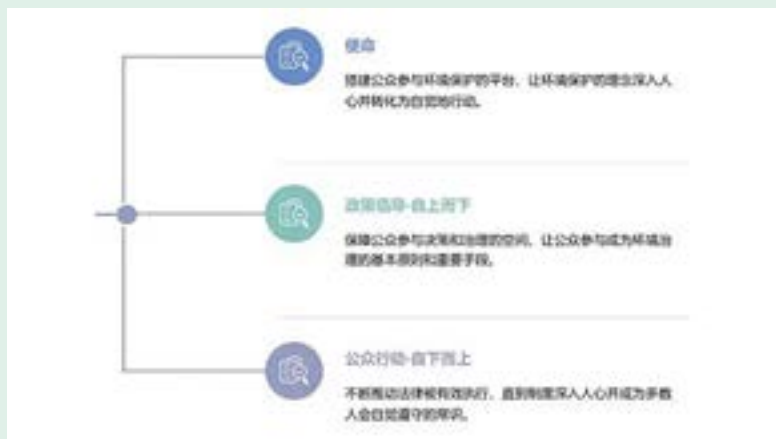 使命
搭建公众参与环境保护的平台，让环境保护的理念深入人
心并转化为自觉地行动。
政策倡导-自上而下
保障公众参与决策和治理的空间，让公众参与成为环境治
理的基本原则和重要手段。
公众行动-自下而上
不断推动法律被有效执行，直到制度深入人心并成为多数
人会自觉遵守的常识。